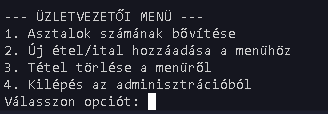 --- ÜZLETVEZETŐI MENÜ ---
1. Asztalok számának bővítése
2. Új étel/ital hozzáadása a menühöz
3. Tétel törlése a menüről
4. Kilépés az adminisztrációból
Válasszon opciót: